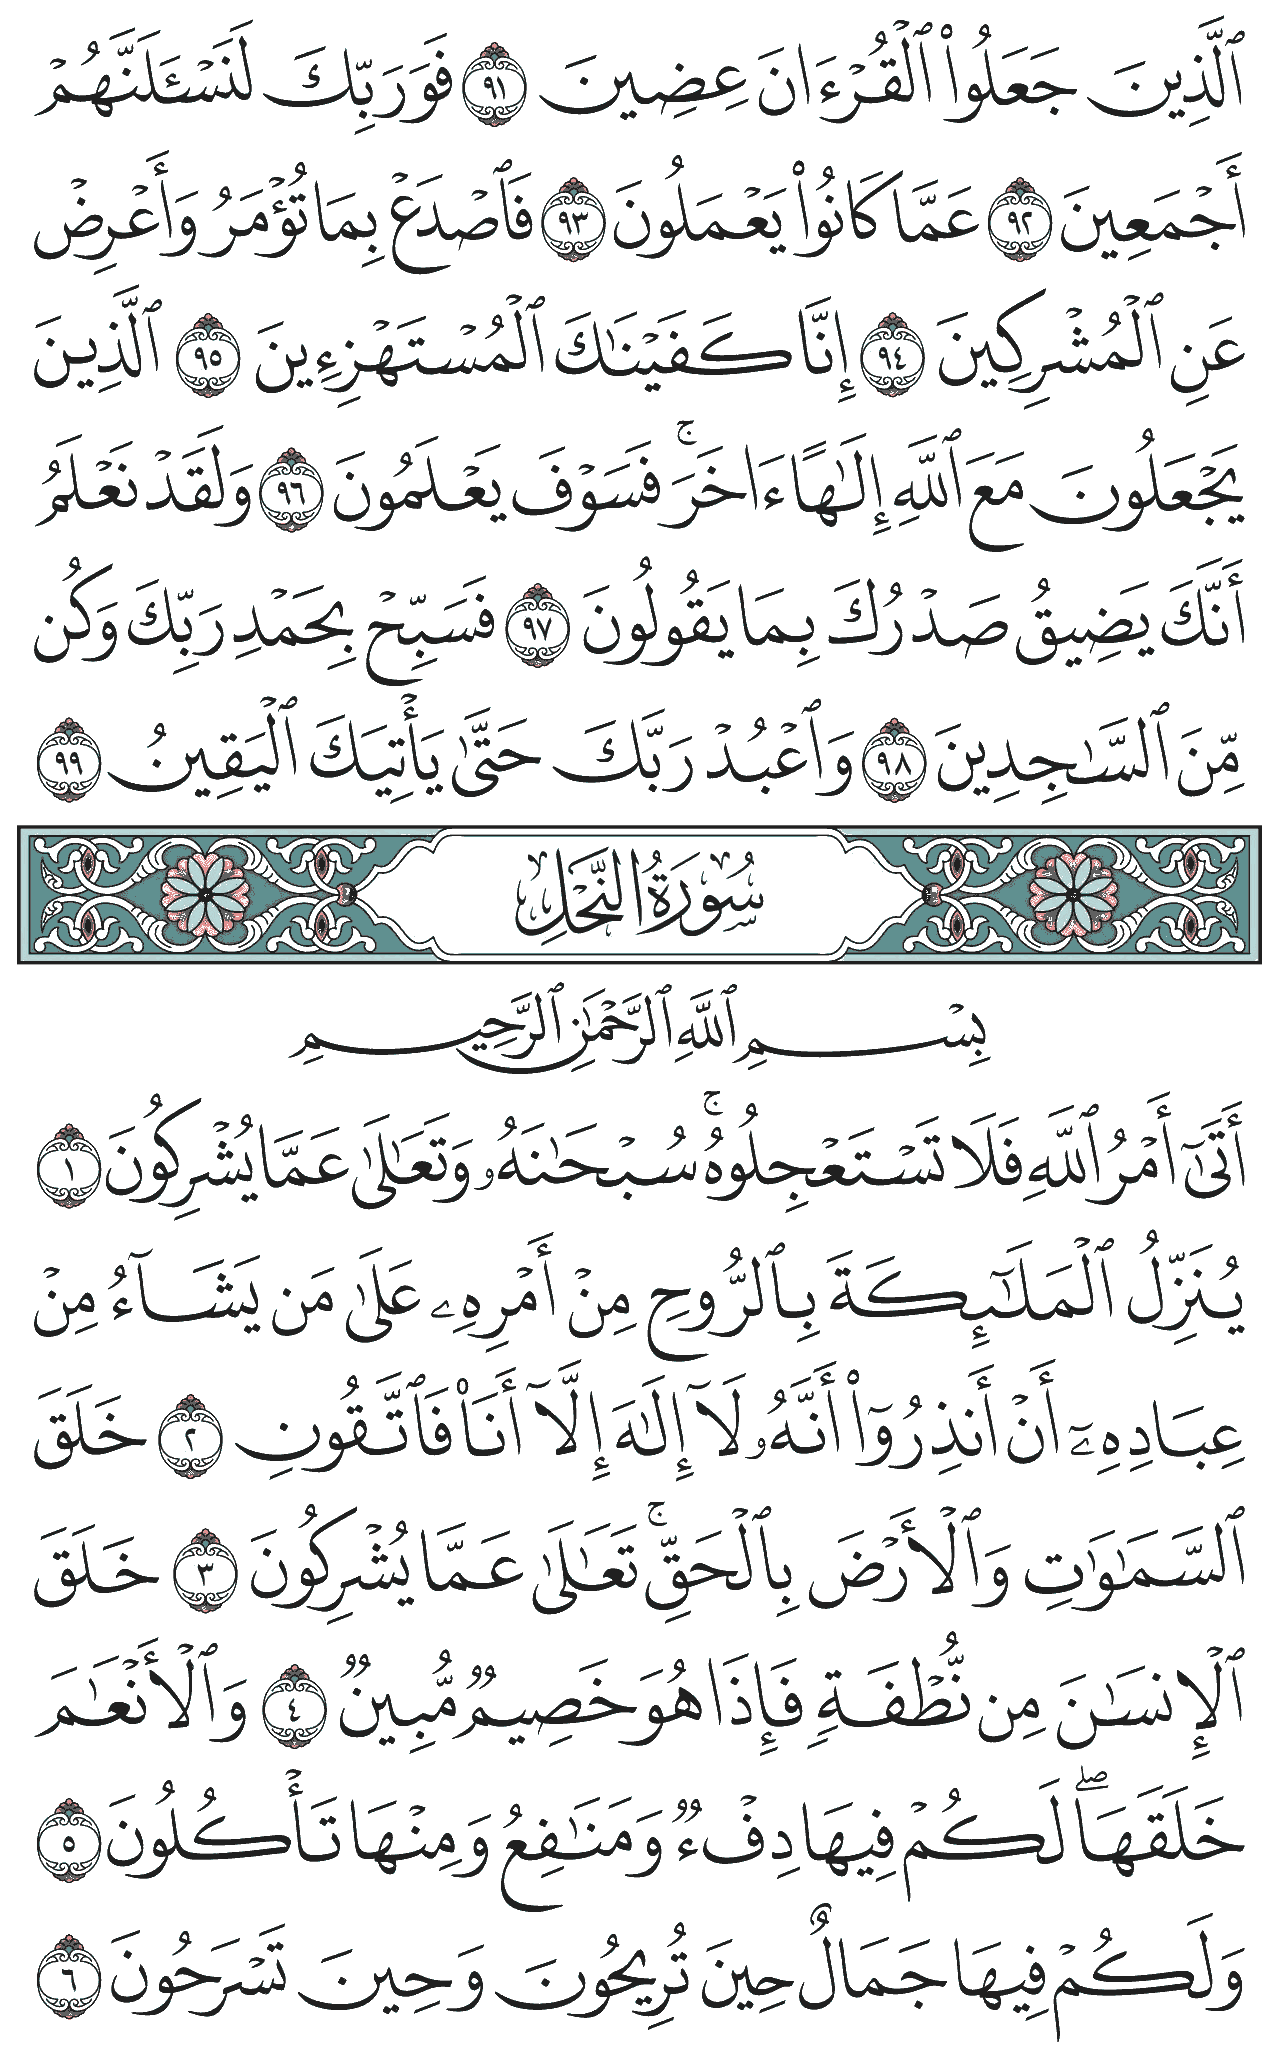 ٱلَّذِينَ جَعَلُوا۟ ٱلْقُرْءَانَ عِضِينَ ٩١ فَوَرَبِّكَ لَنَسْـَٔلَنَّهُمْ
أَجْمَعِينَ ٩٢ عَمَّا كَانُوا۟ يَعْمَلُونَ ٩٣ فَٱصْدَعْ بِمَا تُؤْمَرُ وَأَعْرِضْ
عَنِ ٱلْمُشْرِكِينَ ٩٤ إِنَّا كَفَيْنَـٰكَ ٱلْمُسْتَهْزِءِينَ ٩٥ ٱلَّذِينَ
يَجْعَلُونَ مَعَ ٱللَّهِ إِلَـٰهًا ءَاخَرَ ۚ فَسَوْفَ يَعْلَمُونَ ٩٦ وَلَقَدْ نَعْلَمُ
أَنَّكَ يَضِيقُ صَدْرُكَ بِمَا يَقُولُونَ ٩٧ فَسَبِّحْ بِحَمْدِ رَبِّكَ وَكُن
مِّنَ ٱلسَّـٰجِدِينَ ٩٨ وَٱعْبُدْ رَبَّكَ حَتَّىٰ يَأْتِيَكَ ٱلْيَقِينُ ٩٩
سُورَةُ النَّحْلِ
بِسْمِ ٱللَّهِ ٱلرَّحْمَـٰنِ ٱلرَّحِيمِ
أَتَىٰٓ أَمْرُ ٱللَّهِ فَلَا تَسْتَعْجِلُوهُ ۚ سُبْحَـٰنَهُۥ وَتَعَـٰلَىٰ عَمَّا يُشْرِكُونَ ١
يُنَزِّلُ ٱلْمَلَـٰٓئِكَةَ بِٱلرُّوحِ مِنْ أَمْرِهِۦ عَلَىٰ مَن يَشَآءُ مِنْ
عِبَادِهِۦٓ أَنْ أَنذِرُوٓا۟ أَنَّهُۥ لَآ إِلَـٰهَ إِلَّآ أَنَا۠ فَٱتَّقُونِ ٢ خَلَقَ
ٱلسَّمَـٰوَٰتِ وَٱلْأَرْضَ بِٱلْحَقِّ ۚ تَعَـٰلَىٰ عَمَّا يُشْرِكُونَ ٣ خَلَقَ
ٱلْإِنسَـٰنَ مِن نُّطْفَةٍ فَإِذَا هُوَ خَصِيمٌ مُّبِينٌ ٤ وَٱلْأَنْعَـٰمَ
خَلَقَهَا ۖ لَكُمْ فِيهَا دِفْءٌ وَمَنَـٰفِعُ وَمِنْهَا تَأْكُلُونَ ٥
وَلَكُمْ فِيهَا جَمَالٌ حِينَ تُرِيحُونَ وَحِينَ تَسْرَحُونَ ٦